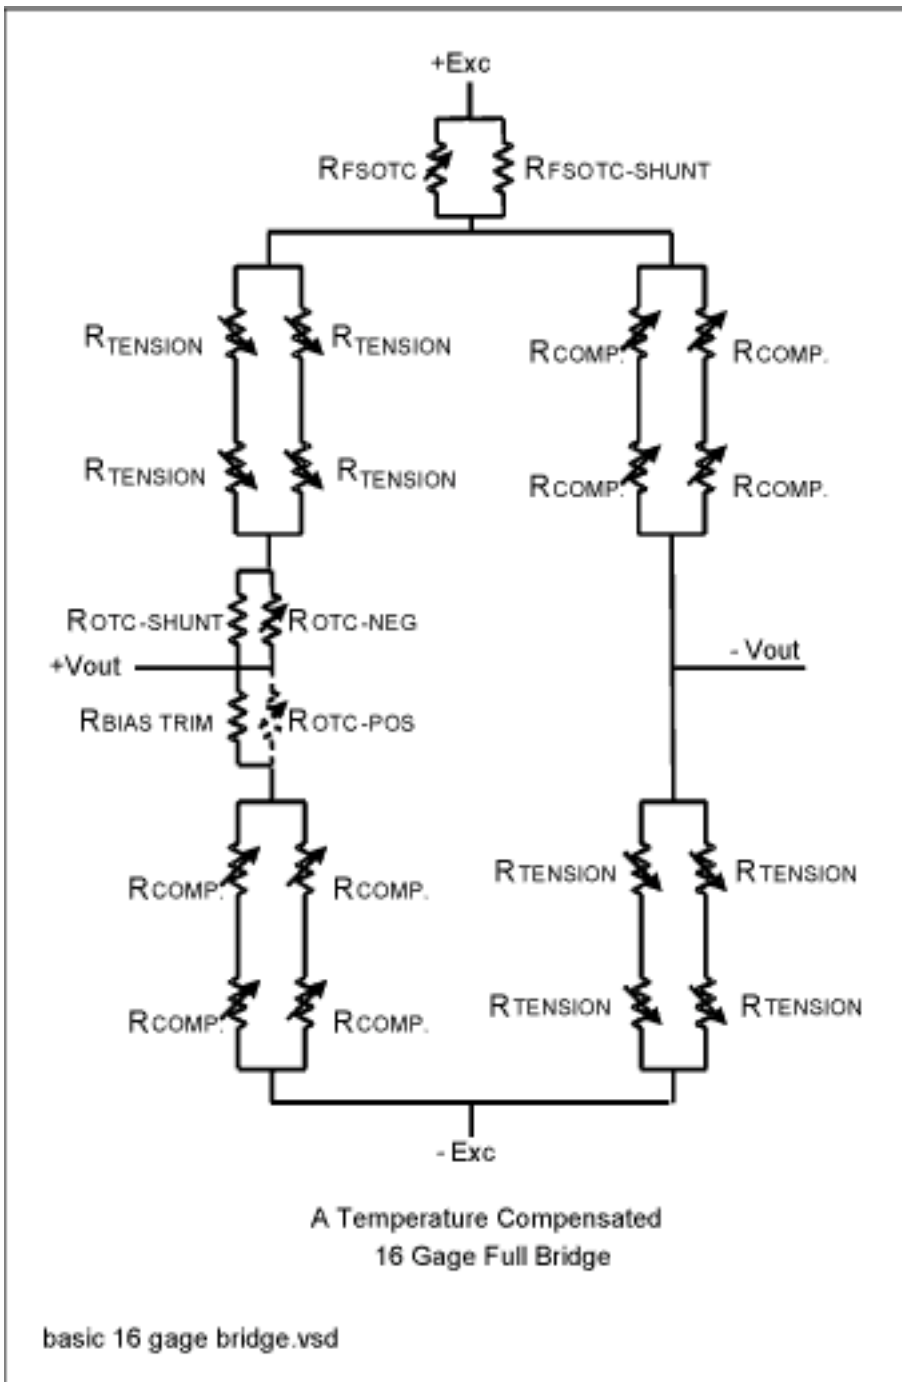 +Exc
RFSOTC RFSOTC-SHUNT
RTENSION RTENSION RCOMP. RCOMP.
RTENSION RTENSION RCOMP. RCOMP.
ROTC-SHUNT ROTC-NEG
+Vout - Vout
RBIAS TRIM ROTC-POS
RCOMP. RCOMP. RTENSION RTENSION
RCOMP. RCOMP. RTENSION RTENSION
- Exc
A Temperature Compensated
16 Gage Full Bridge
basic 16 gage bridge.vsd